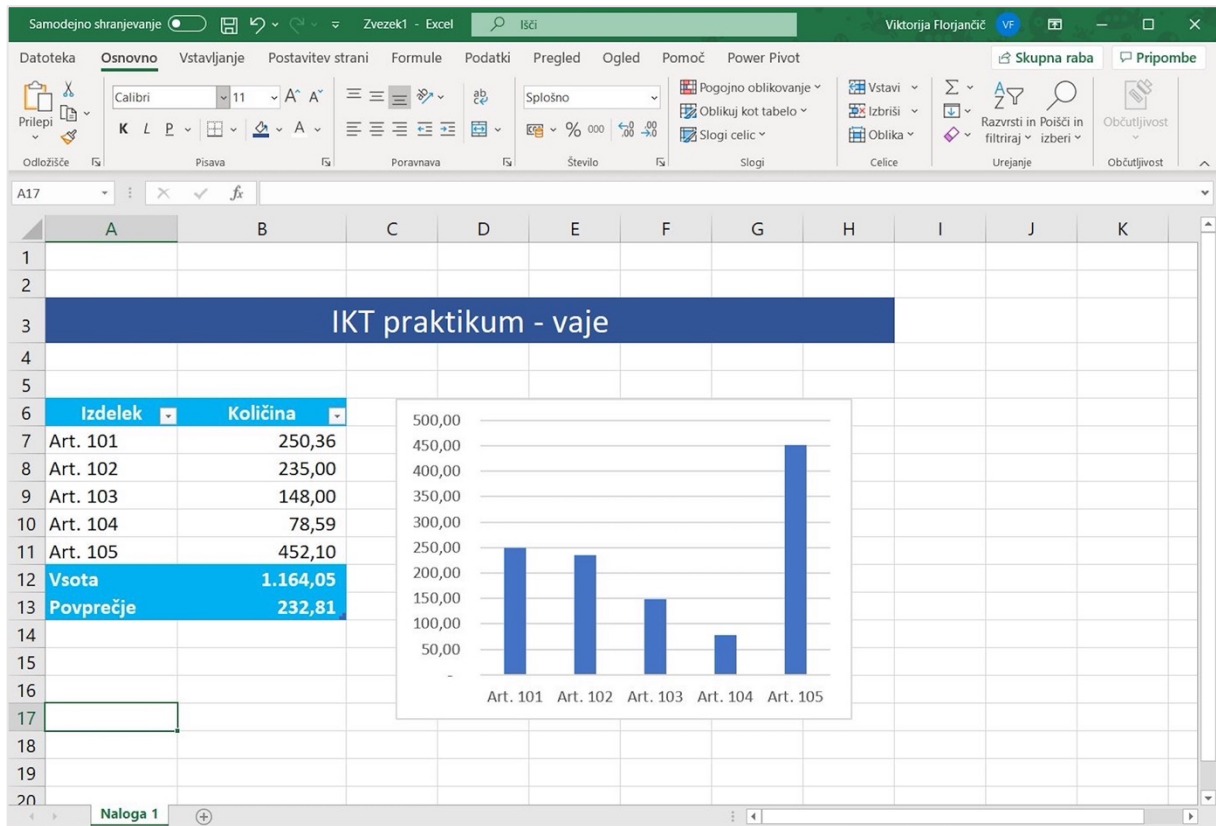 Samodejno shranjevanje Zvezek1 - Excel Išči Viktorija Florjančič VF
Datoteka Osnovno Vstavljanje Postavitev strani Formule Podatki Pregled Ogled Pomoč Power Pivot Skupna raba Pripombe
Prilepi
Calibri 11
K L P
Splošno
% 000
Pogojno oblikovanje
Oblikuj kot tabelo
Slogi celic
Vstavi
Izbriši
Oblika
Razvrsti in filtriraj
Poišči in izberi
Občutljivost
Odložišče Pisava Poravnava Število Slogi Celice Urejanje Občutljivost
A17 fx
A B C D E F G H I J K
1
2
3 IKT praktikum - vaje
4
5
6 Izdelek Količina
7 Art. 101 250,36
8 Art. 102 235,00
9 Art. 103 148,00
10 Art. 104 78,59
11 Art. 105 452,10
12 Vsota 1.164,05
13 Povprečje 232,81
14
15
16
17
18
19
20
500,00
450,00
400,00
350,00
300,00
250,00
200,00
150,00
100,00
50,00
-
Art. 101 Art. 102 Art. 103 Art. 104 Art. 105
Naloga 1